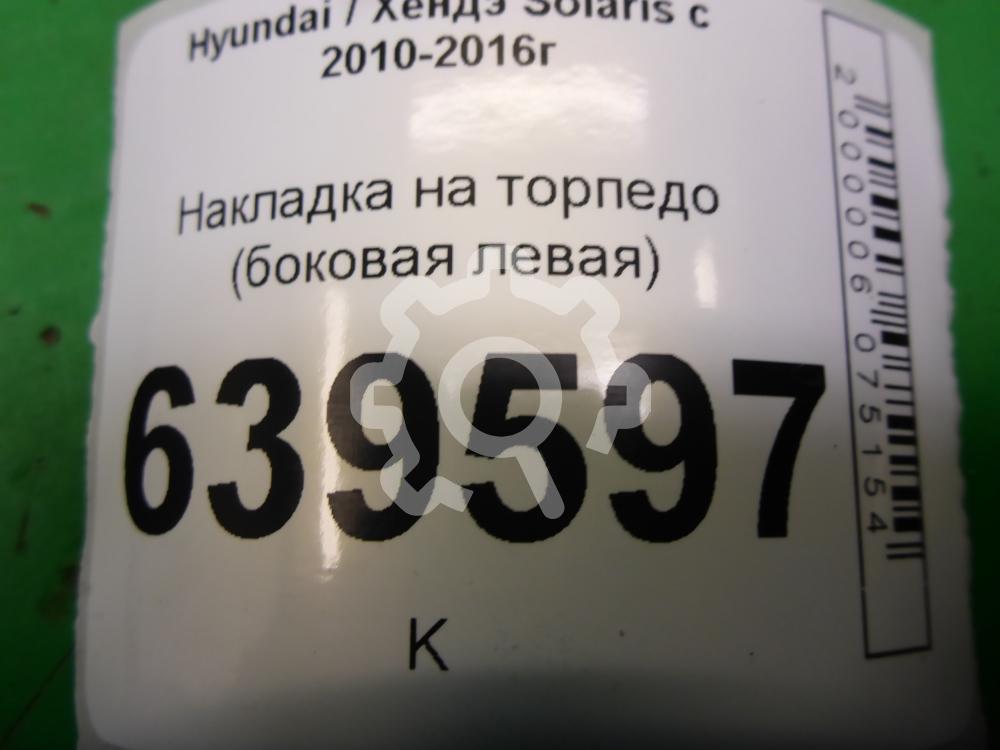 Hyundai / Хендэ Solaris с
2010-2016г
Накладка на торпедо
(боковая левая)
639597
К
2000006075154